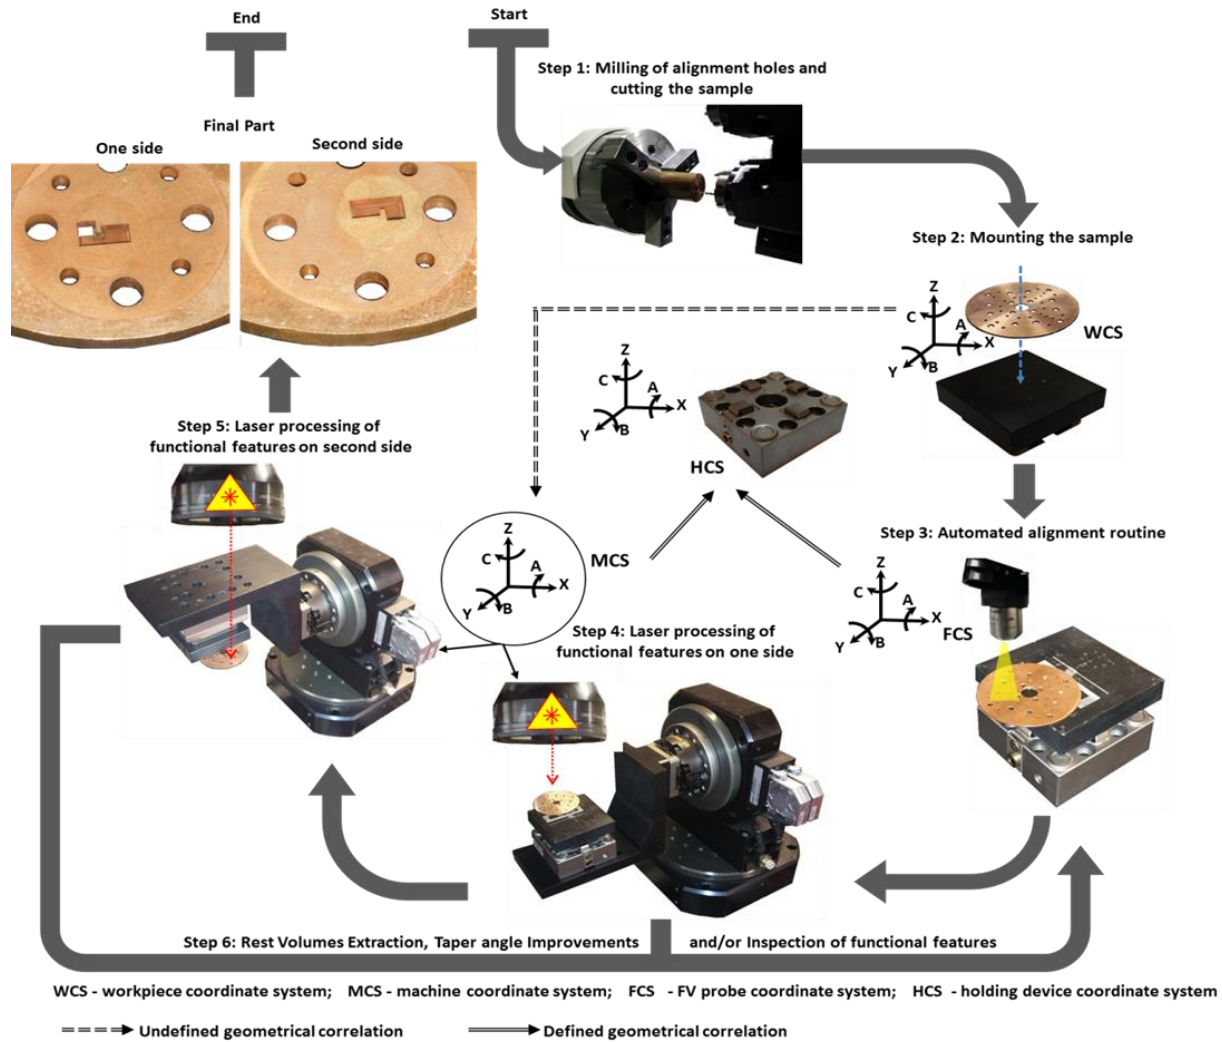 End
Start
Step 1: Milling of alignment holes and
cutting the sample
Final Part
One side
Second side
Step 2: Mounting the sample
Z
C
A
X
Y
B
WCS
Z
C
A
X
Y
B
HCS
Step 5: Laser processing of
functional features on second side
Step 3: Automated alignment routine
Z
C
A
X
Y
B
MCS
Z
C
A
X
Y
B
FCS
Step 4: Laser processing of
functional features on one side
Step 6: Rest Volumes Extraction, Taper angle Improvements and/or Inspection of functional features
WCS - workpiece coordinate system; MCS - machine coordinate system; FCS - FV probe coordinate system; HCS - holding device coordinate system
Undefined geometrical correlation
Defined geometrical correlation